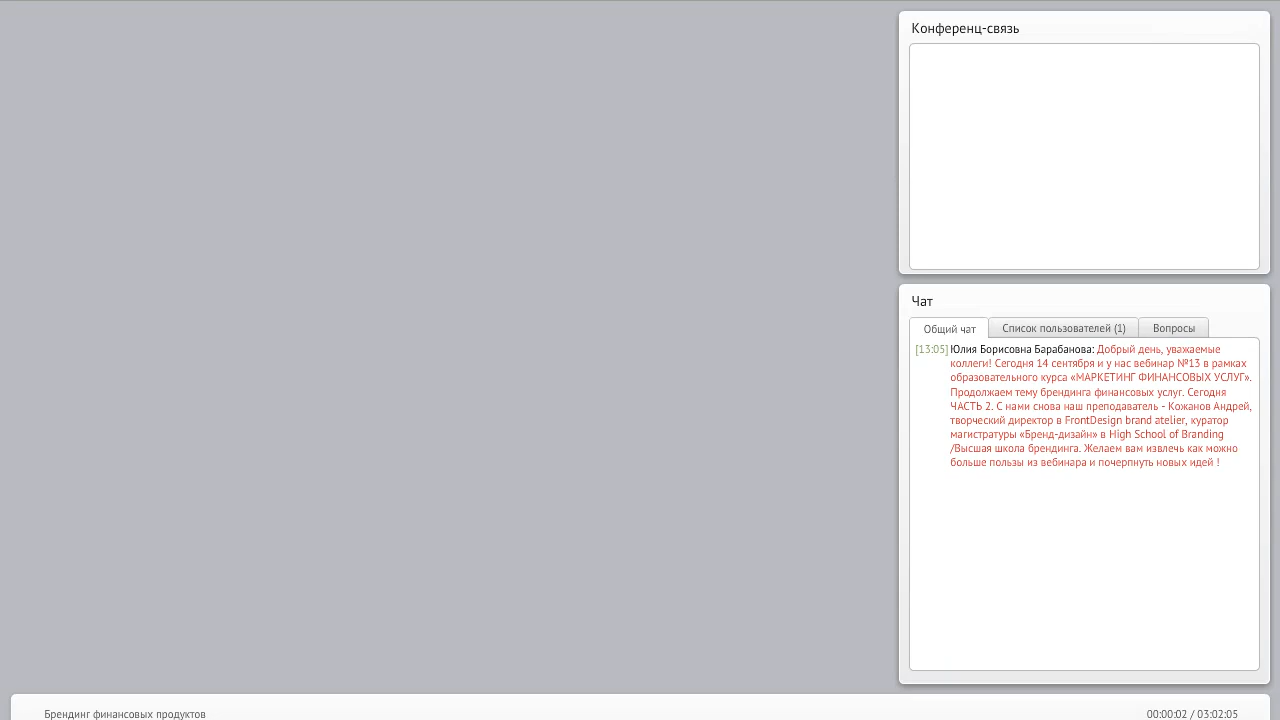 Конференц-связь
Чат
Общий чат
Список пользователей (1)
Вопросы
[13:05] Юлия Борисовна Барабанова: Добрый день, уважаемые
коллеги! Сегодня 14 сентября и у нас вебинар №13 в рамках
образовательного курса «МАРКЕТИНГ ФИНАНСОВЫХ УСЛУГ».
Продолжаем тему брендинга финансовых услуг. Сегодня
ЧАСТЬ 2. С нами снова наш преподаватель - Кожанов Андрей,
творческий директор в FrontDesign brand atelier, куратор
магистратуры «Бренд-дизайн» в High School of Branding
/Высшая школа брендинга. Желаем вам извлечь как можно
больше пользы из вебинара и почерпнуть новых идей !
Брендинг финансовых продуктов
00:00:02 / 03:02:05